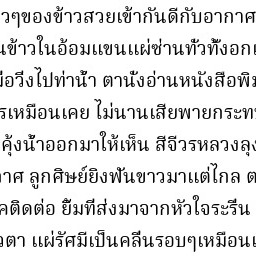 วๆของข้าวสวยเข้ากันดีกับอากาศ
นข้าวในอ้อมแขนแผ่ซ่านทั่วทั้งอก
มือวิ่งไปท่าน้ำ ตานั่งอ่านหนังสือพิม
รเหมือนเคย ไม่นานเสียพายกระท
คุ้งน้ำออกมาให้เห็น สีจีวรหลวงลุง
าศ ลูกศิษย์ยิงฟันขาวมาแต่ไกล ต
คติดต่อ ยิ้มที่ส่งมาจากหัวใจระรื่น
วตา แผ่รัศมีเป็นคลื่นรอบๆเหมือนเ